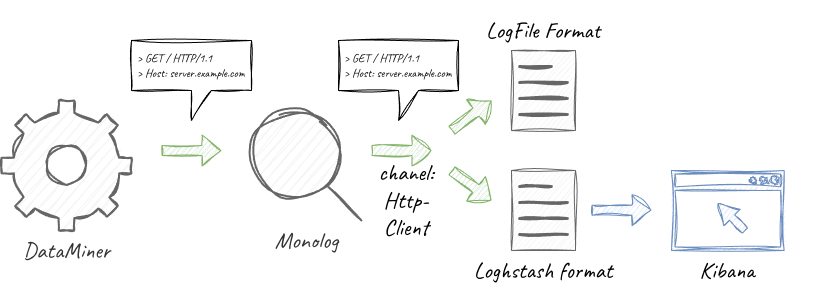 LogFile Format
> GET / HTTP/1.1
> Host: server.example.com
> GET / HTTP/1.1
> Host: server.example.com
chanel:
Http-
Client
DataMiner
Monolog
Loghstash format
Kibana